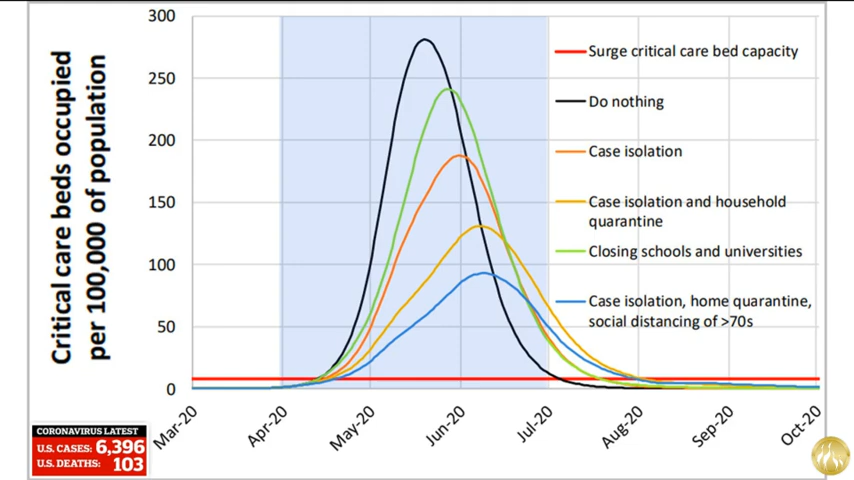 Critical care beds occupied
per 100,000 of population
300
250
200
150
100
50
0
Surge critical care bed capacity
Do nothing
Case isolation
Case isolation and household
quarantine
Closing schools and universities
Case isolation, home quarantine,
social distancing of >70s
Mar-20
Apr-20
May-20
Jun-20
Jul-20
Aug-20
Sep-20
Oct-20
CORONAVIRUS LATEST
U.S. CASES: 6,396
U.S. DEATHS: 103